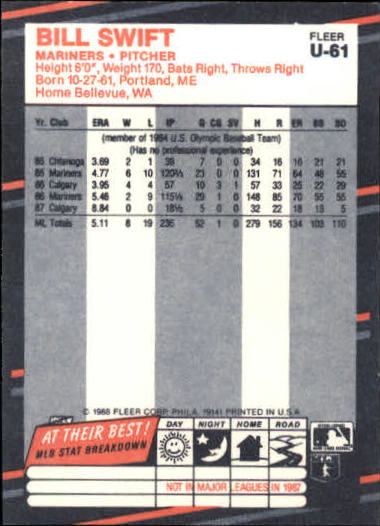 BILL SWIFT
MARINERS • PITCHER
Height 6'0", Weight 170, Bats Right, Throws Right
Born 10-27-61, Portland, ME
Home Bellevue, WA
FLEER
U-61
Yr. Club ERA W L IP G CG SV H R ER BB SO
(member of 1984 U.S. Olympic Baseball Team)
(Has no professional experience)
85 Chtnoga 3.69 2 1 39 7 0 0 34 16 16 21 21
85 Mariners 4.77 6 10 120⅔ 23 0 0 131 71 64 48 55
86 Calgary 3.95 4 4 57 10 3 1 57 33 25 22 29
86 Mariners 5.46 2 9 115⅓ 29 1 0 148 85 70 55 55
87 Calgary 8.84 0 0 18⅓ 5 0 0 32 22 18 13 5
ML Totals 5.11 8 19 236 52 1 0 279 156 134 103 110
© 1988 FLEER CORP. PHILA. 19141 PRINTED IN U.S.A.
AT THEIR BEST!
MLB STAT BREAKDOWN
DAY NIGHT HOME ROAD
NOT IN MAJOR LEAGUES IN 1987